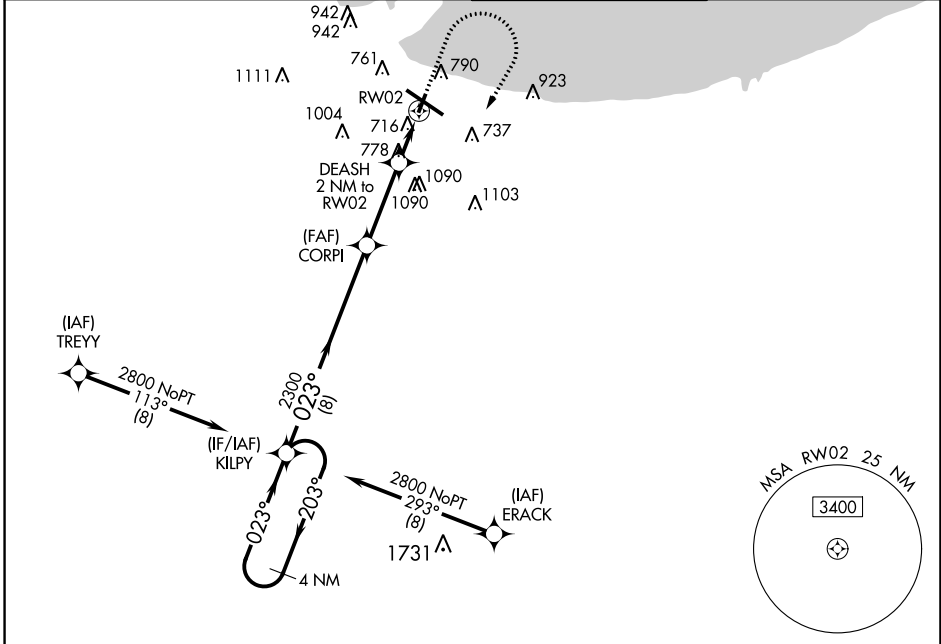 942
942
761
790
1111
923
RW02
1004
716
737
778
DEASH
2 NM to
RW02
1090
1090
1103
(FAF)
CORPI
(IAF)
TREYY
2800 NoPT
113°
(8)
2300
023°
(8)
(IF/IAF)
KILPY
023°
203°
4 NM
2800 NoPT
293°
(8)
(IAF)
ERACK
1731
MSA RW02 25 NM
3400